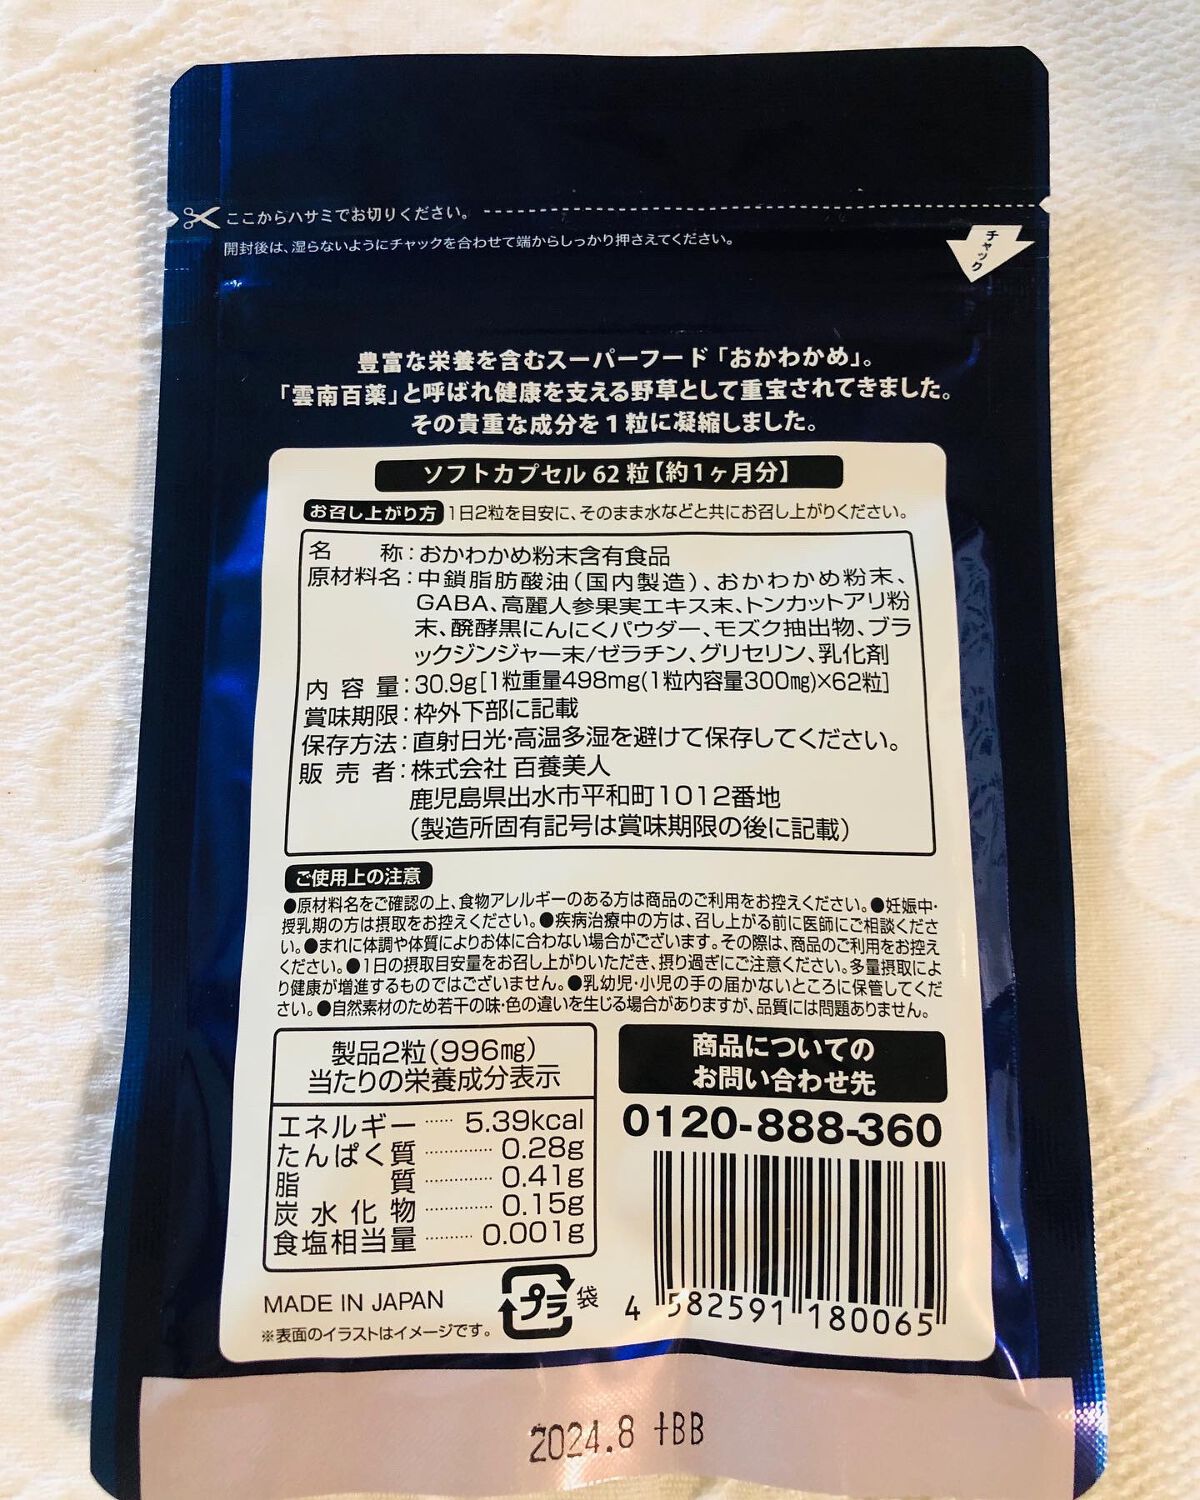 ここからハサミでお切りください。
開封後は、湿らないようにチャックを合わせて端からしっかり押さえてください。
チャック
豊富な栄養を含むスーパーフード「おかわかめ」。
「雲南百薬」と呼ばれ健康を支える野草として重宝されてきました。
その貴重な成分を1粒に凝縮しました。
ソフトカプセル62粒【約1ヶ月分】
お召し上がり方 1日2粒を目安に、そのまま水などと共にお召し上がりください。
名称:おかわかめ粉末含有食品
原材料名:中鎖脂肪酸油(国内製造)、おかわかめ粉末、
GABA、高麗人参果実エキス末、トンカットアリ粉
末、醗酵黒にんにくパウダー、モズク抽出物、ブラ
ックジンジャー末/ゼラチン、グリセリン、乳化剤
内容量:30.9g[1粒重量498mg(1粒内容量300mg)×62粒]
賞味期限:枠外下部に記載
保存方法:直射日光・高温多湿を避けて保存してください。
販売者:株式会社 百養美人
鹿児島県出水市平和町1012番地
(製造所固有記号は賞味期限の後に記載)
ご使用上の注意
●原材料名をご確認の上、食物アレルギーのある方は商品のご利用をお控えください。●妊娠中・
授乳期の方は摂取をお控えください。●疾病治療中の方は、召し上がる前に医師にご相談くださ
い。●まれに体調や体質によりお体に合わない場合がございます。その際は、商品のご利用をお控え
ください。●1日の摂取目安量をお召し上がりいただき、摂り過ぎにご注意ください。多量摂取によ
り健康が増進するものではございません。●乳幼児・小児の手の届かないところに保管してくだ
さい。●自然素材のため若干の味・色の違いを生じる場合がありますが、品質には問題ありません。
製品2粒(996mg)
当たりの栄養成分表示
エネルギー……5.39kcal
たんぱく質……0.28g
脂質……0.41g
炭水化物……0.15g
食塩相当量……0.001g
商品についての
お問い合わせ先
0120-888-360
4 582591 180065
MADE IN JAPAN
※表面のイラストはイメージです。
プラ 袋
2024.8 +BB